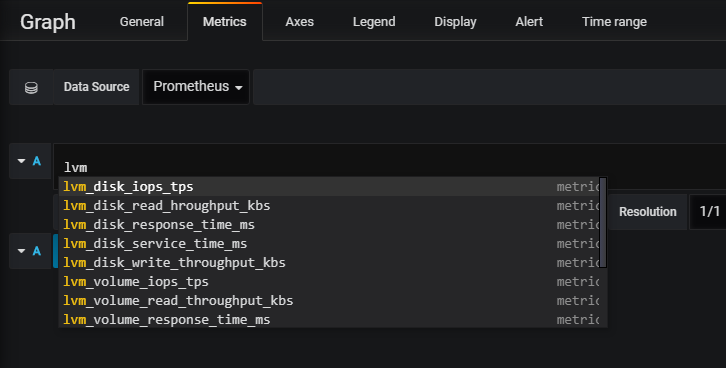 Graph General Metrics Axes Legend Display Alert Time range
Data Source Prometheus
A
lvm
lvm_disk_iops_tps metric
lvm_disk_read_hroughput_kbs metric
lvm_disk_response_time_ms metric
Resolution 1/1
lvm_disk_service_time_ms metric
A
lvm_disk_write_throughput_kbs metric
lvm_volume_iops_tps metric
lvm_volume_read_throughput_kbs metric
lvm_volume_response_time_ms metric